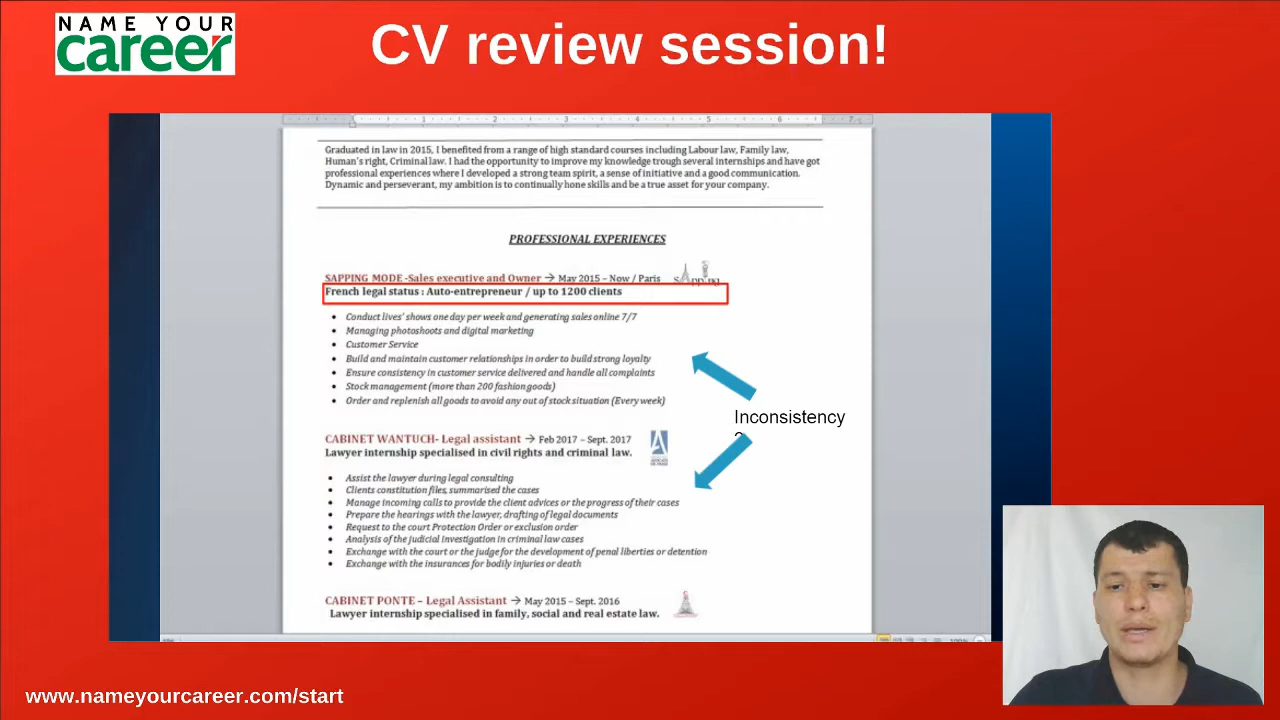 NAME YOUR
career
CV review session!
1 2 3 4 5 6 7
Graduated in law in 2015, I benefited from a range of high standard courses including Labour law, Family law,
Human's right, Criminal law. I had the opportunity to improve my knowledge trough several internships and have got
professional experiences where I developed a strong team spirit, a sense of initiative and a good communication.
Dynamic and perseverant, my ambition is to continually hone skills and be a true asset for your company.
PROFESSIONAL EXPERIENCES
SAPPING MODE -Sales executive and Owner → May 2015 – Now / Paris
French legal status : Auto-entrepreneur / up to 1200 clients
• Conduct lives' shows one day per week and generating sales online 7/7
• Managing photoshoots and digital marketing
• Customer Service
• Build and maintain customer relationships in order to build strong loyalty
• Ensure consistency in customer service delivered and handle all complaints
• Stock management (more than 200 fashion goods)
• Order and replenish all goods to avoid any out of stock situation (Every week)
Inconsistency
?
CABINET WANTUCH- Legal assistant → Feb 2017 – Sept. 2017
Lawyer internship specialised in civil rights and criminal law.
• Assist the lawyer during legal consulting
• Clients constitution files, summarised the cases
• Manage incoming calls to provide the client advices or the progress of their cases
• Prepare the hearings with the lawyer, drafting of legal documents
• Request to the court Protection Order or exclusion order
• Analysis of the judicial investigation in criminal law cases
• Exchange with the court or the judge for the development of penal liberties or detention
• Exchange with the insurances for bodily injuries or death
CABINET PONTE – Legal Assistant → May 2015 – Sept. 2016
Lawyer internship specialised in family, social and real estate law.
www.nameyourcareer.com/start